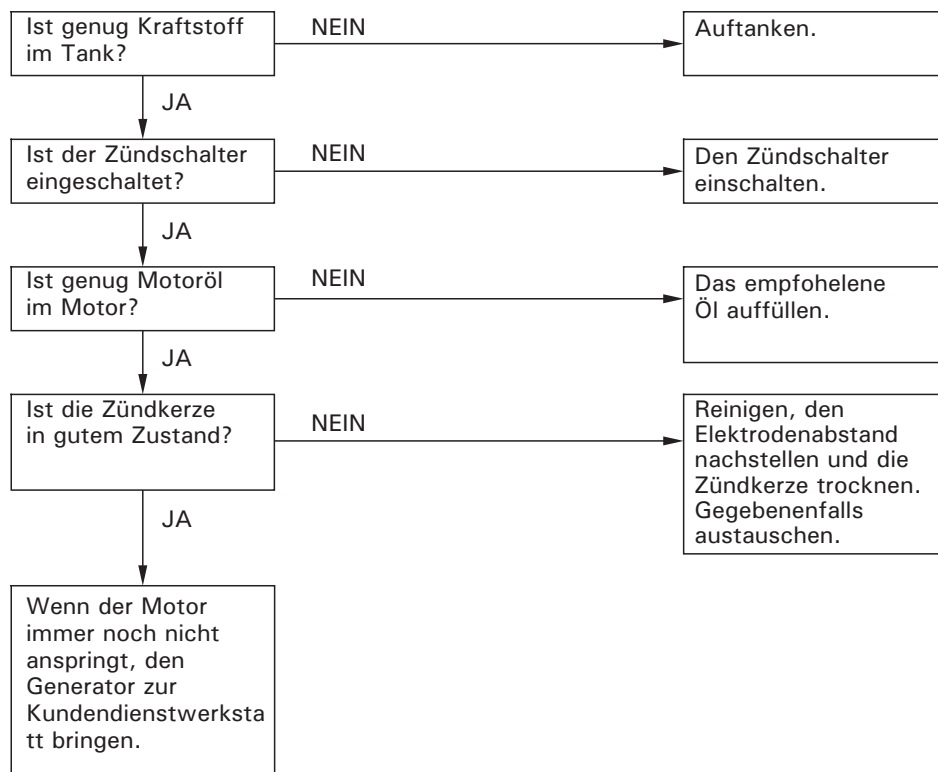 Ist genug Kraftstoff
im Tank?
NEIN
Auftanken.
JA
Ist der Zündschalter
eingeschaltet?
NEIN
Den Zündschalter
einschalten.
JA
Ist genug Motoröl
im Motor?
NEIN
Das empfohelene
Öl auffüllen.
JA
Ist die Zündkerze
in gutem Zustand?
NEIN
Reinigen, den
Elektrodenabstand
nachstellen und die
Zündkerze trocknen.
Gegebenenfalls
austauschen.
JA
Wenn der Motor
immer noch nicht
anspringt, den
Generator zur
Kundendienstwerksta
tt bringen.